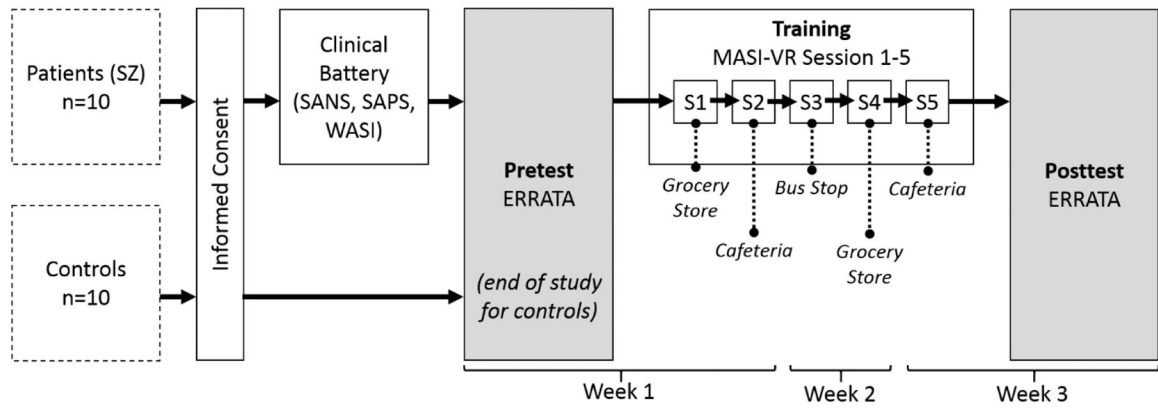 Patients (SZ)
n=10
Controls
n=10
Informed Consent
Clinical
Battery
(SANS, SAPS,
WASI)
Pretest
ERRATA
(end of study
for controls)
Training
MASI-VR Session 1-5
S1 S2 S3 S4 S5
Grocery
Store
Cafeteria
Bus Stop
Grocery
Store
Cafeteria
Posttest
ERRATA
Week 1 Week 2 Week 3